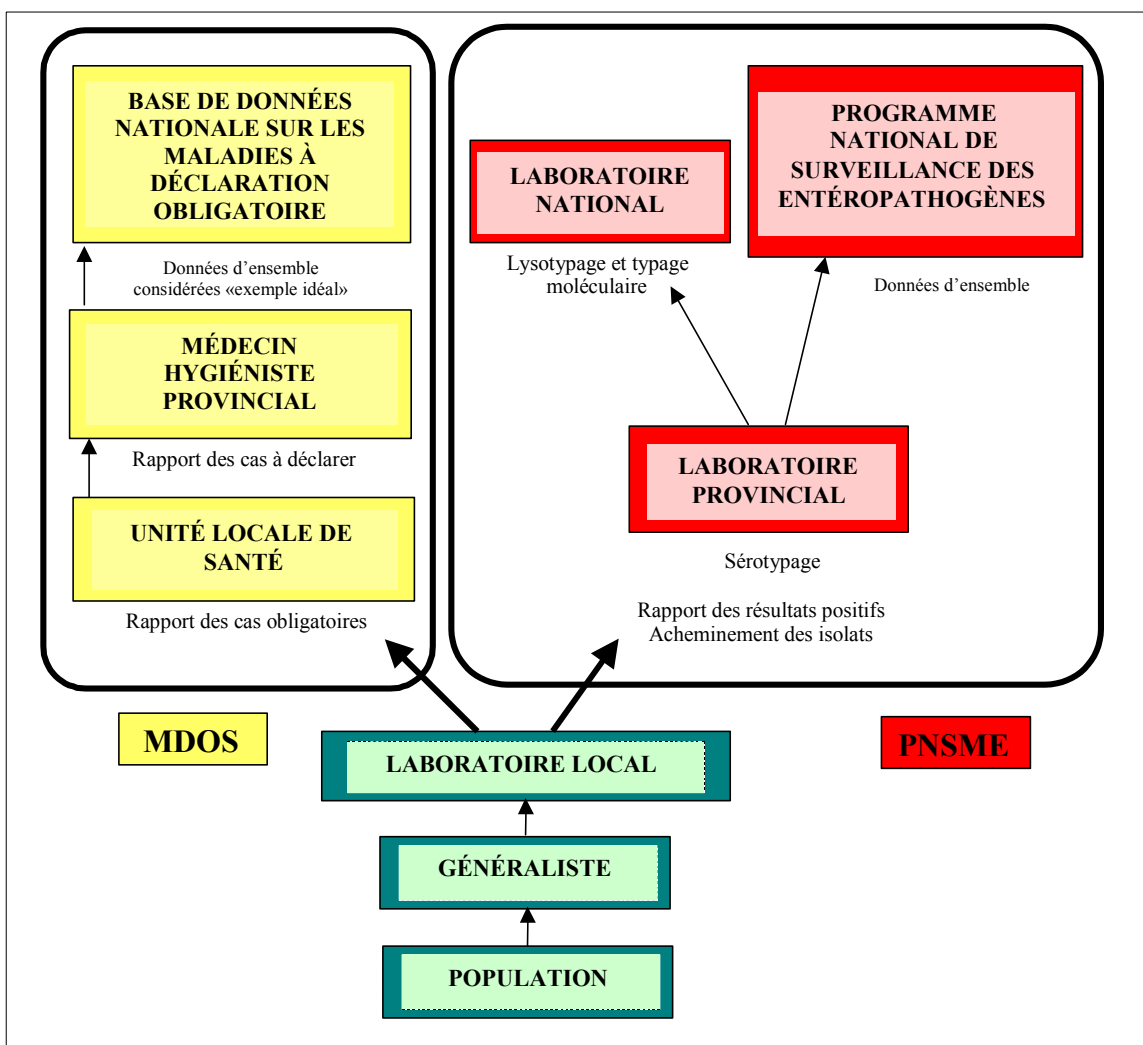 BASE DE DONNÉES
NATIONALE SUR LES
MALADIES À
DÉCLARATION
OBLIGATOIRE
Données d’ensemble
considérées «exemple idéal»
MÉDECIN
HYGIÉNISTE
PROVINCIAL
Rapport des cas à déclarer
UNITÉ LOCALE DE
SANTÉ
Rapport des cas obligatoires
LABORATOIRE
NATIONAL
Lysotypage et typage
moléculaire
PROGRAMME
NATIONAL DE
SURVEILLANCE DES
ENTÉROPATHOGÈNES
Données d’ensemble
LABORATOIRE
PROVINCIAL
Sérotypage
Rapport des résultats positifs
Acheminement des isolats
MDOS
PNSME
LABORATOIRE LOCAL
GÉNÉRALISTE
POPULATION